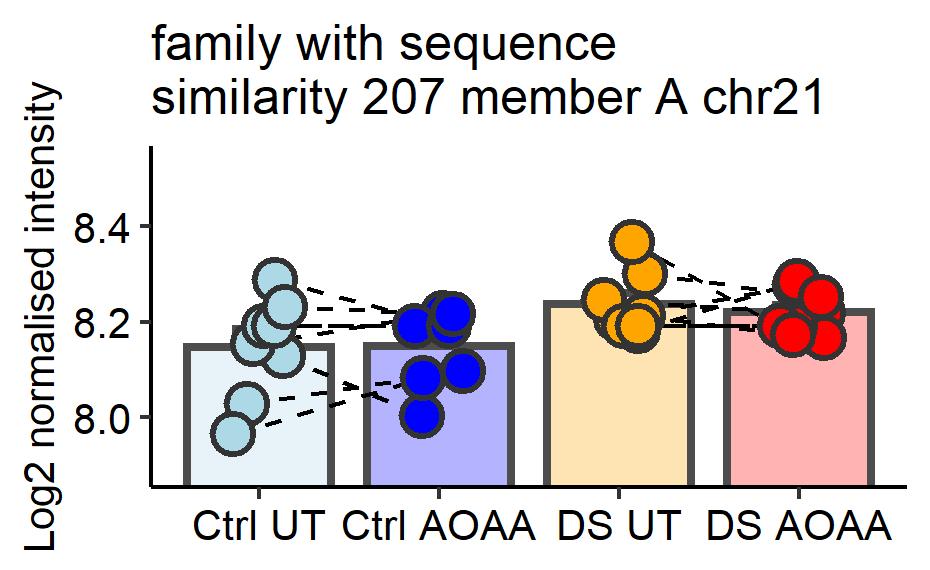 family with sequence
similarity 207 member A chr21
Log2 normalised intensity
8.4
8.2
8.0
Ctrl UT
Ctrl AOAA
DS UT
DS AOAA